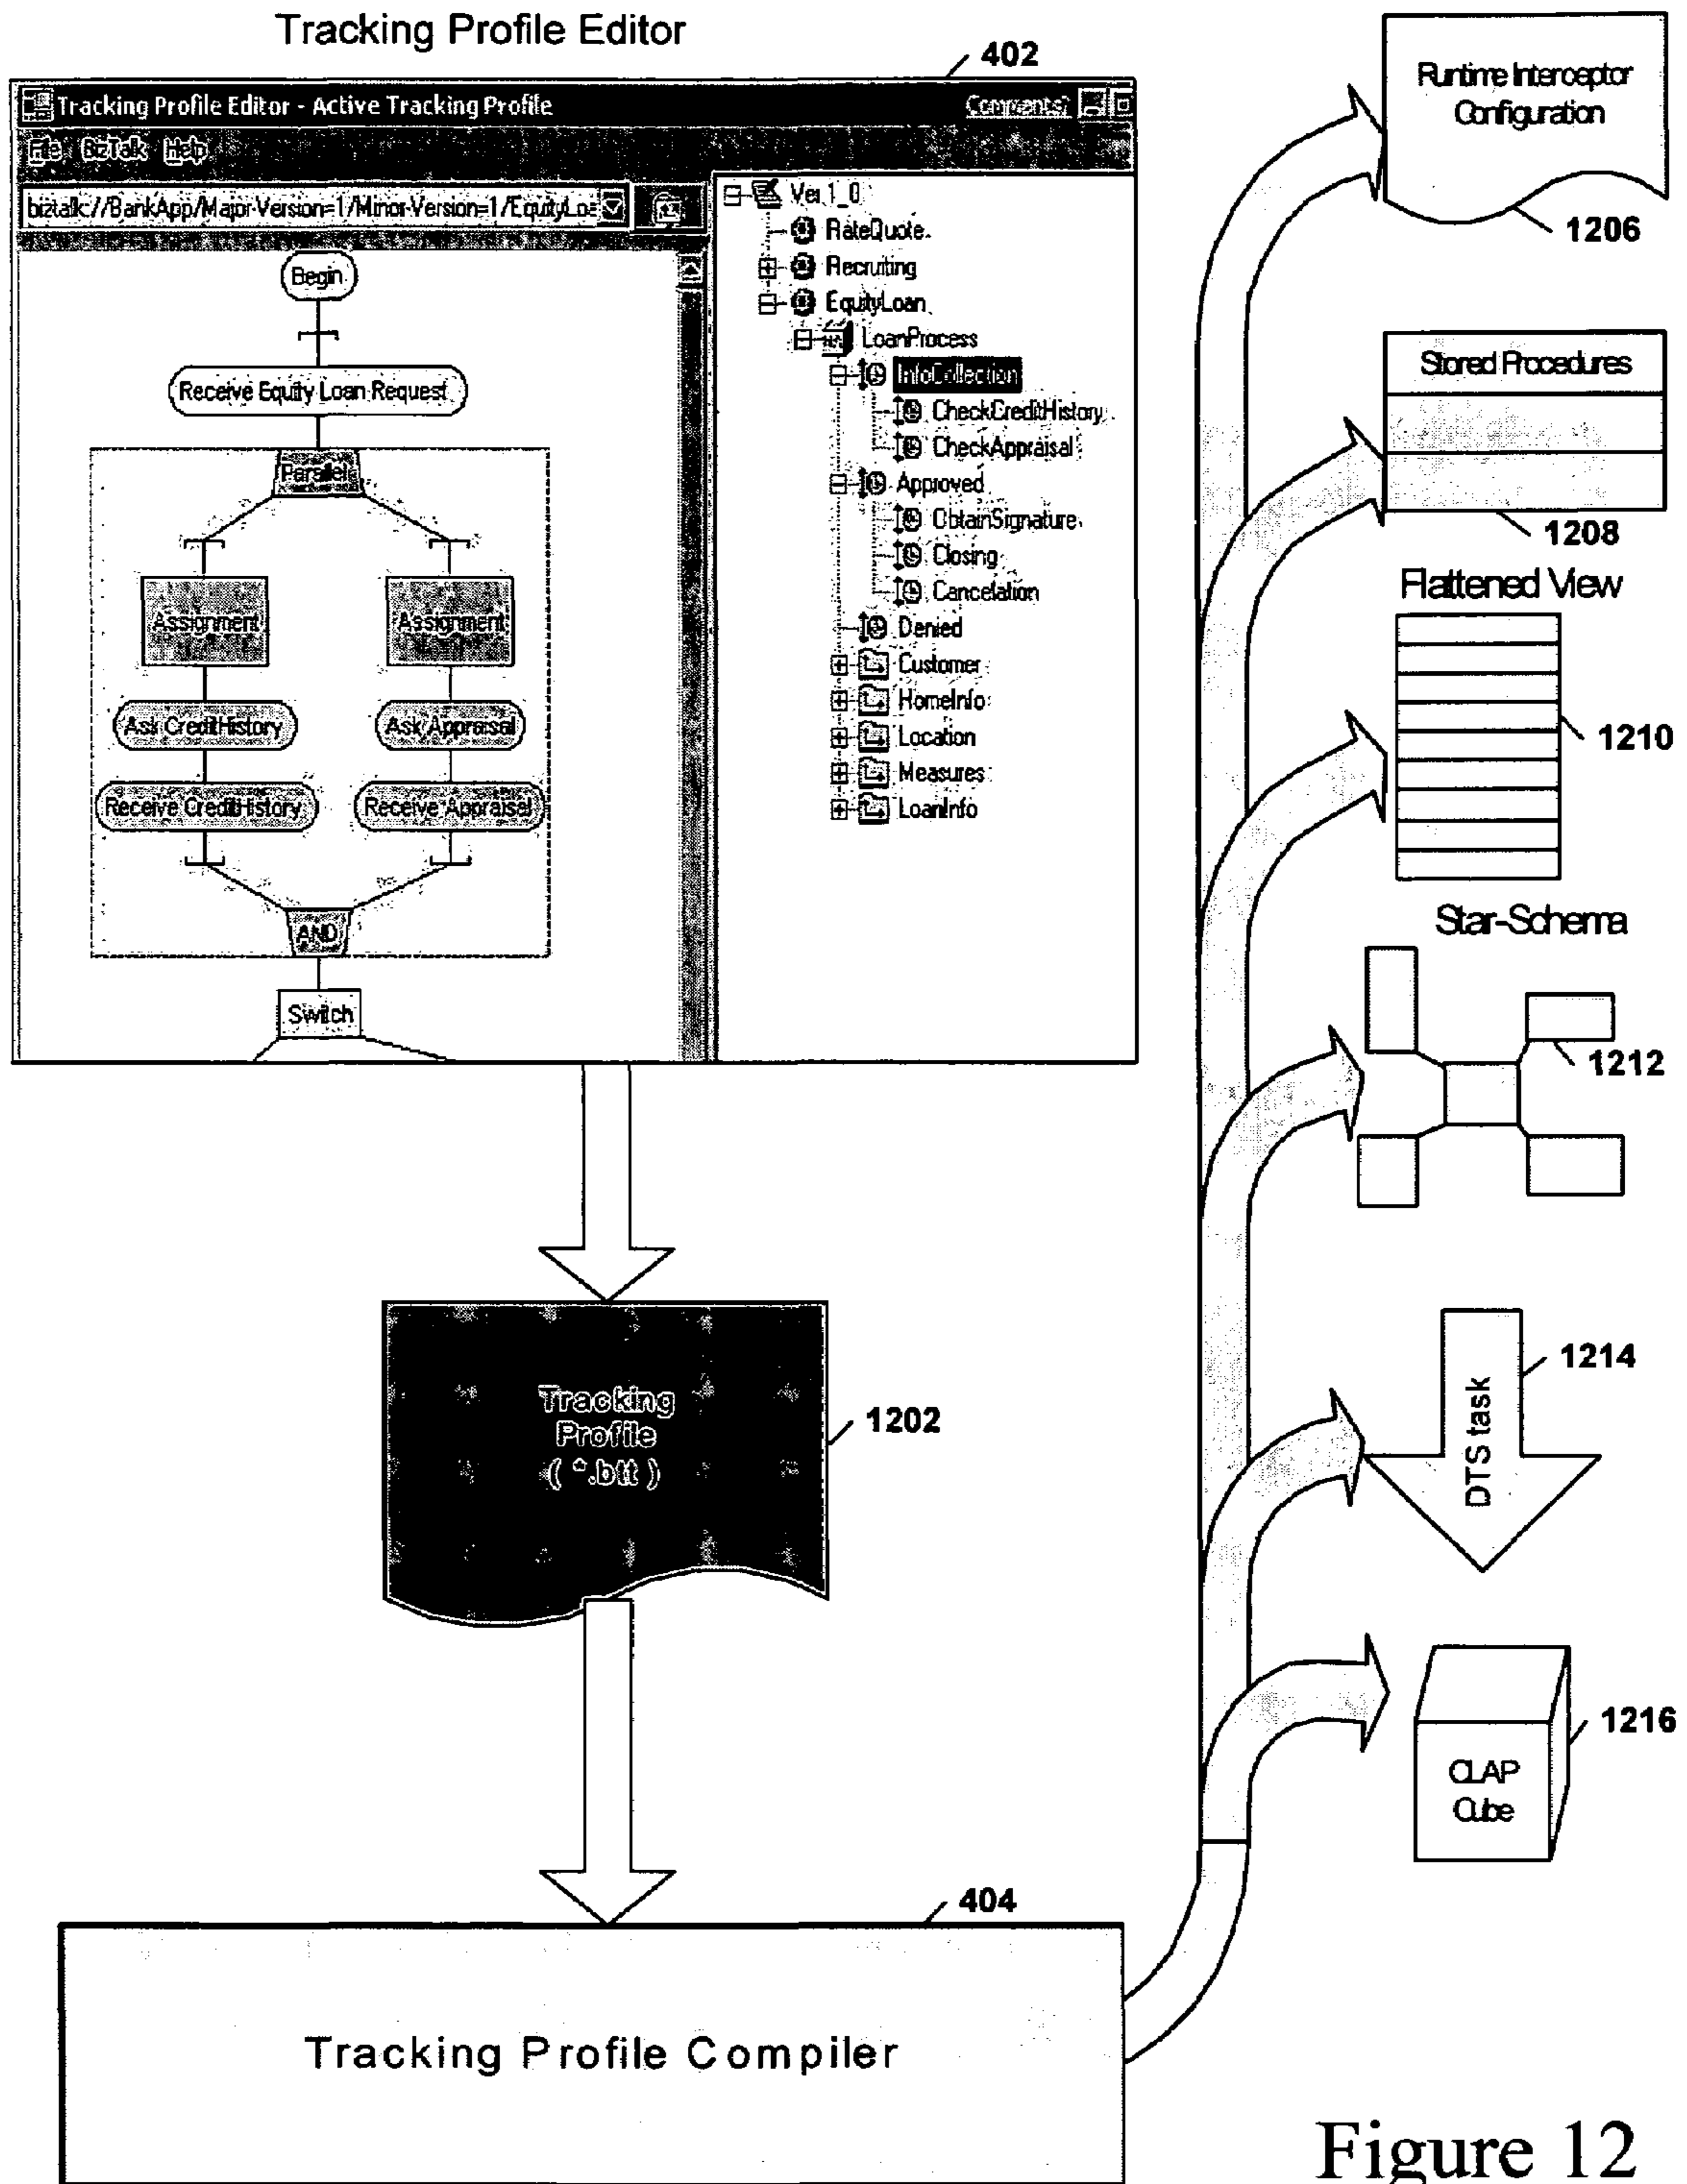 Tracking Profile Editor
402
Tracking Profile Editor - Active Tracking Profile
Comments?
File BizTalk Help
biztalk://BankApp/Major-Version=1/Minor-Version=1/EquityLoa
Begin
Receive Equity Loan Request
Parallel
Assignment
Assignment
Ask CreditHistory
Ask Appraisal
Receive CreditHistory
Receive Appraisal
AND
Switch
Ver.1_0
RateQuote
Recruiting
EquityLoan
LoanProcess
InfoCollection
CheckCreditHistory
CheckAppraisal
Approved
ObtainSignature
Closing
Cancelation
Denied
Customer
HomeInfo
Location
Measures
LoanInfo
Tracking
Profile
( *.btt )
1202
404
Tracking Profile Compiler
Runtime Interceptor
Configuration
1206
Stored Procedures
1208
Flattened View
1210
Star-Schema
1212
1214
DTS task
1216
OLAP
Cube
Figure 12